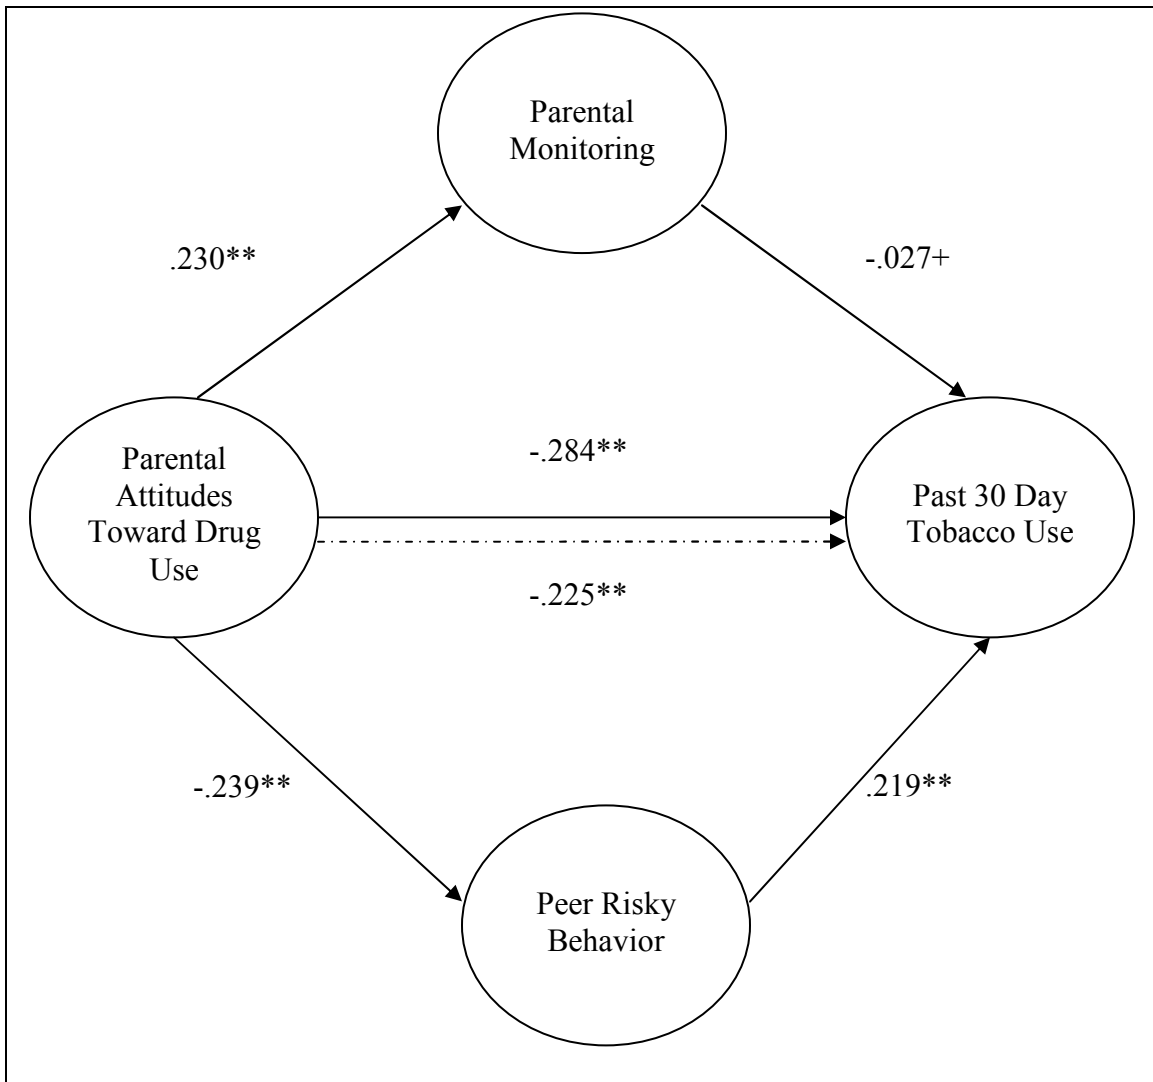 Parental
Monitoring
.230**
-.027+
Parental
Attitudes
Toward Drug
Use
-.284**
-.225**
Past 30 Day
Tobacco Use
-.239**
.219**
Peer Risky
Behavior